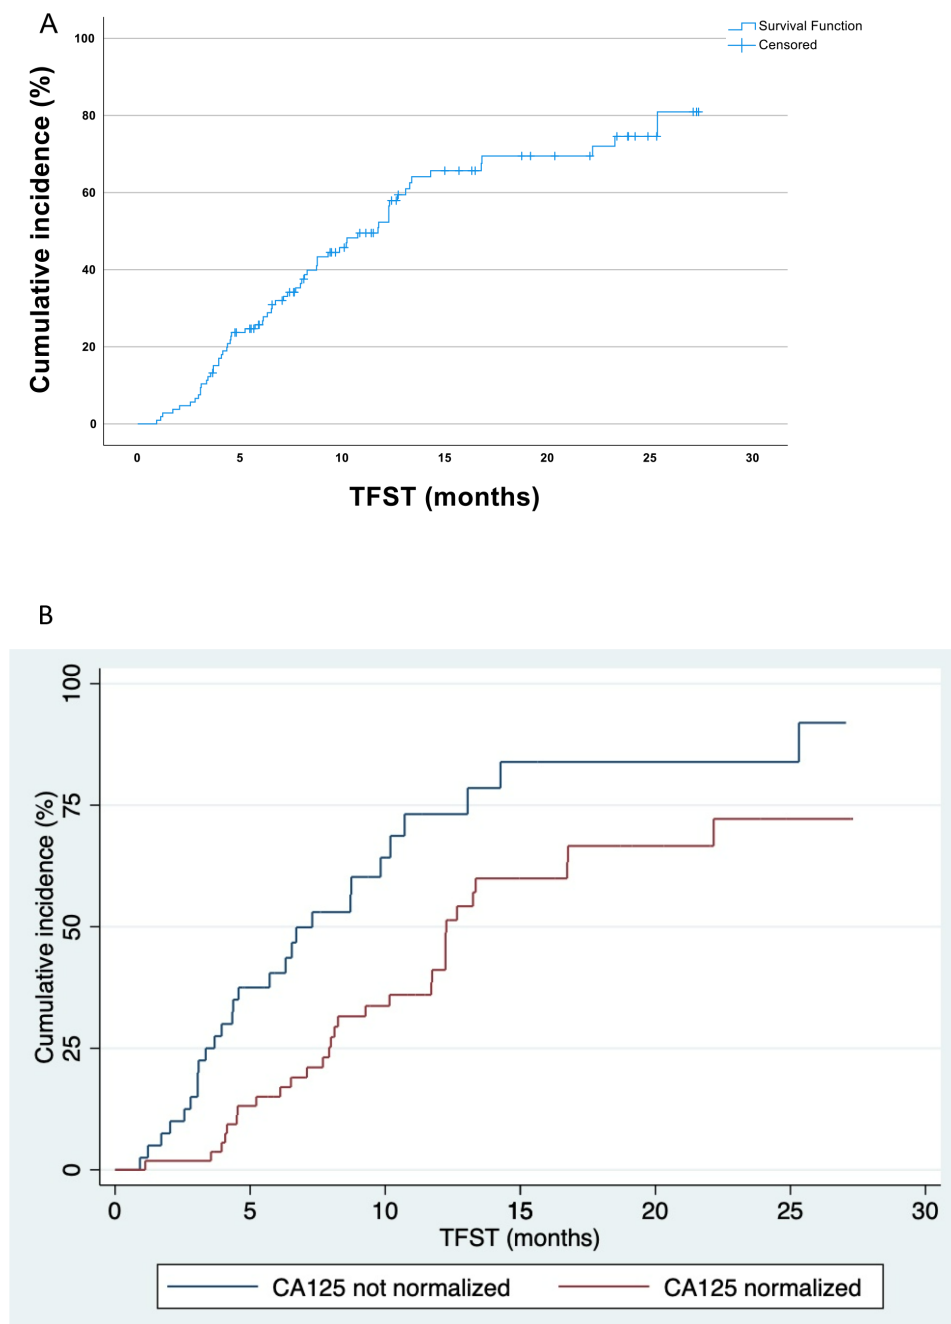 A
Survival Function
Censored
Cumulative incidence (%)
100
80
60
40
20
0
0 5 10 15 20 25 30
TFST (months)
B
Cumulative incidence (%)
100
75
50
25
0
0 5 10 15 20 25 30
TFST (months)
CA125 not normalized CA125 normalized